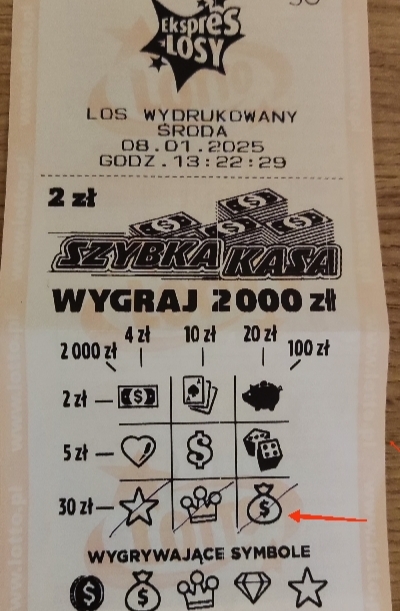 EKSPRES
LOSY
LOS WYDRUKOWANY
ŚRODA
08.01.2025
GODZ.13:22:29
2 zł
SZYBKA KASA
WYGRAJ 2000 zł
4 zł 10 zł 20 zł
2 000 zł 100 zł
2 zł
5 zł
30 zł
WYGRYWAJĄCE SYMBOLE